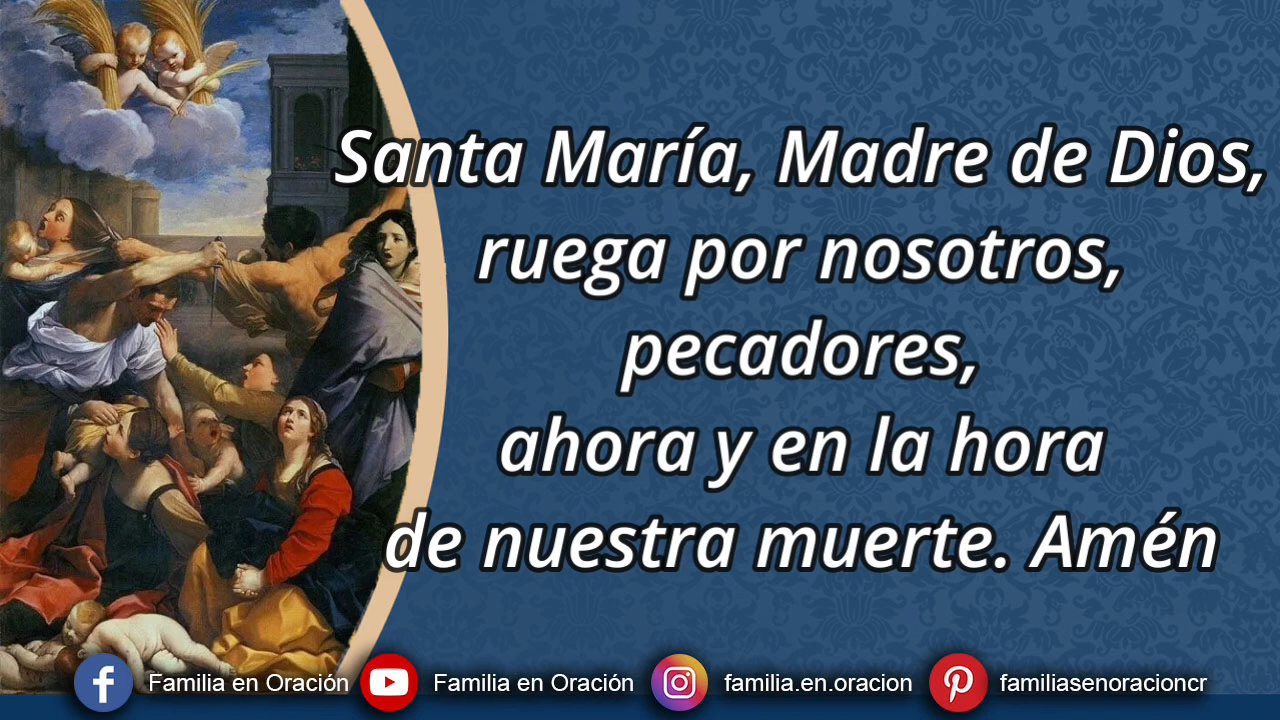 Santa María, Madre de Dios,
ruega por nosotros,
pecadores,
ahora y en la hora
de nuestra muerte. Amén
Familia en Oración Familia en Oración familia.en.oracion familiasenoracioncr